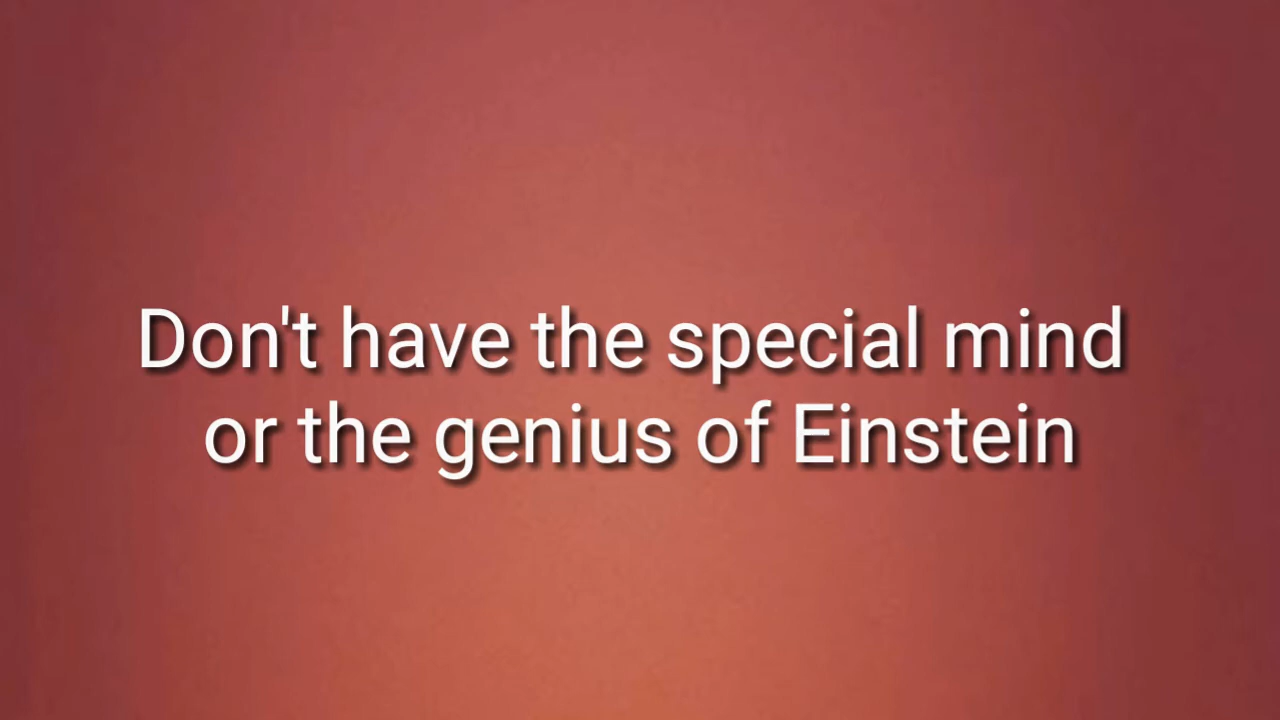 Don't have the special mind
or the genius of Einstein